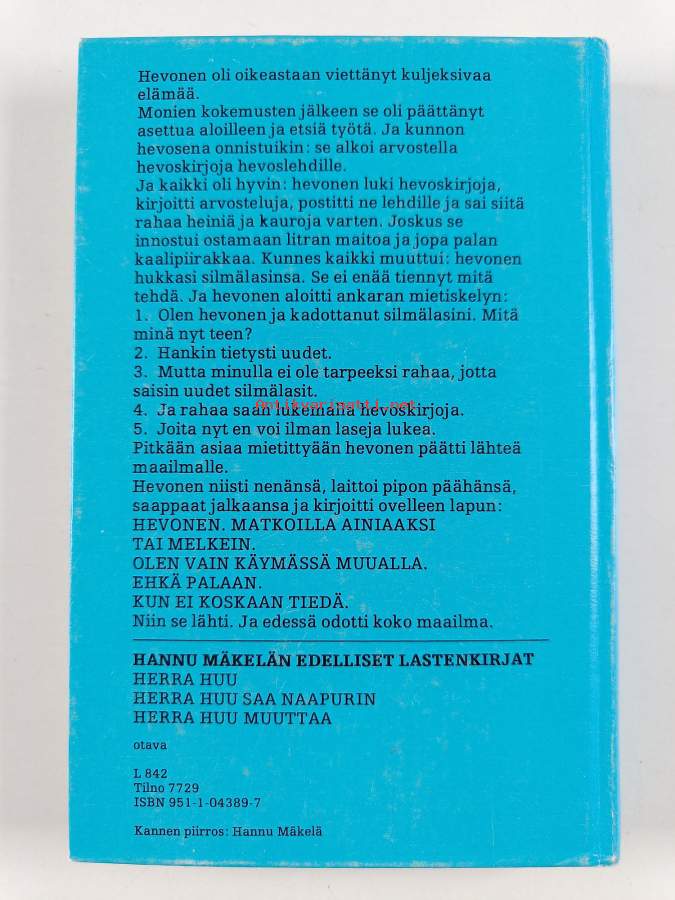 Hevonen oli oikeastaan viettänyt kuljeksivaa
elämää.
Monien kokemusten jälkeen se oli päättänyt
asettua aloilleen ja etsiä työtä. Ja kunnon
hevosena onnistuikin: se alkoi arvostella
hevoskirjoja hevoslehdille.
Ja kaikki oli hyvin: hevonen luki hevoskirjoja,
kirjoitti arvosteluja, postitti ne lehdille ja sai siitä
rahaa heiniä ja kauroja varten. Joskus se
innostui ostamaan litran maitoa ja jopa palan
kaalipiirakkaa. Kunnes kaikki muuttui: hevonen
hukkasi silmälasinsa. Se ei enää tiennyt mitä
tehdä. Ja hevonen aloitti ankaran mietiskelyn:
1. Olen hevonen ja kadottanut silmälasini. Mitä
minä nyt teen?
2. Hankin tietysti uudet.
3. Mutta minulla ei ole tarpeeksi rahaa, jotta
saisin uudet silmälasit.
Antikvariaatti.net
4. Ja rahaa saan lukemalla hevoskirjoja.
5. Joita nyt en voi ilman laseja lukea.
Pitkään asiaa mietittyään hevonen päätti lähteä
maailmalle.
Hevonen niisti nenänsä, laittoi pipon päähänsä,
saappaat jalkaansa ja kirjoitti ovelleen lapun:
HEVONEN. MATKOILLA AINIAAKSI
TAI MELKEIN.
OLEN VAIN KÄYMÄSSÄ MUUALLA.
EHKÄ PALAAN.
KUN EI KOSKAAN TIEDÄ.
Niin se lähti. Ja edessä odotti koko maailma.
HANNU MÄKELÄN EDELLISET LASTENKIRJAT
HERRA HUU
HERRA HUU SAA NAAPURIN
HERRA HUU MUUTTAA
otava
L 842
Tilno 7729
ISBN 951-1-04389-7
Kannen piirros: Hannu Mäkelä